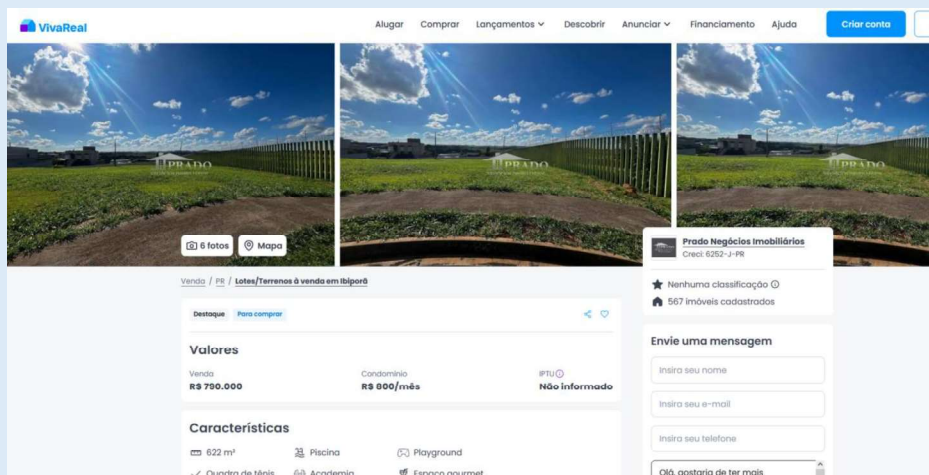 VivaReal
Alugar Comprar Lançamentos Descobrir Anunciar Financiamento Ajuda Criar conta
PRADO PRADO PRADO
6 fotos Mapa
Prado Negócios Imobiliários
Creci: 6252-J-PR
Nenhuma classificação
567 imóveis cadastrados
Venda / PR / Lotes/Terrenos à venda em Ibiporã
Destaque Para comprar
Valores
Venda Condomínio IPTU
R$ 790.000 R$ 800/mês Não informado
Características
622 m² Piscina Playground
Quadra de tênis Academia Espaço gourmet
Envie uma mensagem
Insira seu nome
Insira seu e-mail
Insira seu telefone
Olá, gostaria de ter mais